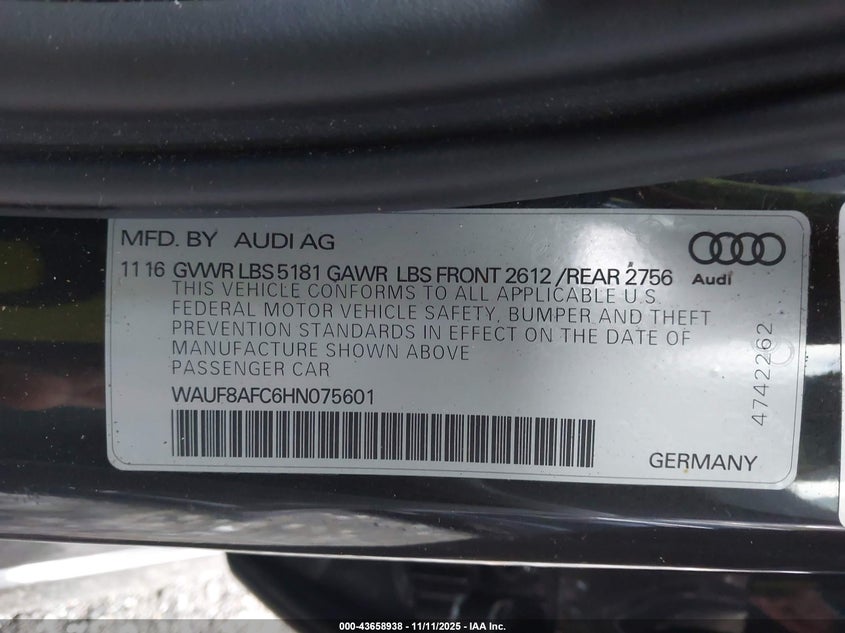 MFD. BY AUDI AG
11 16 GVWR LBS 5181 GAWR LBS FRONT 2612 /REAR 2756
Audi
THIS VEHICLE CONFORMS TO ALL APPLICABLE U.S.
FEDERAL MOTOR VEHICLE SAFETY, BUMPER AND THEFT
PREVENTION STANDARDS IN EFFECT ON THE DATE OF
MANUFACTURE SHOWN ABOVE
PASSENGER CAR
WAUF8AFC6HN075601
4742262
GERMANY
000-43658938 - 11/11/2025 - IAA Inc.